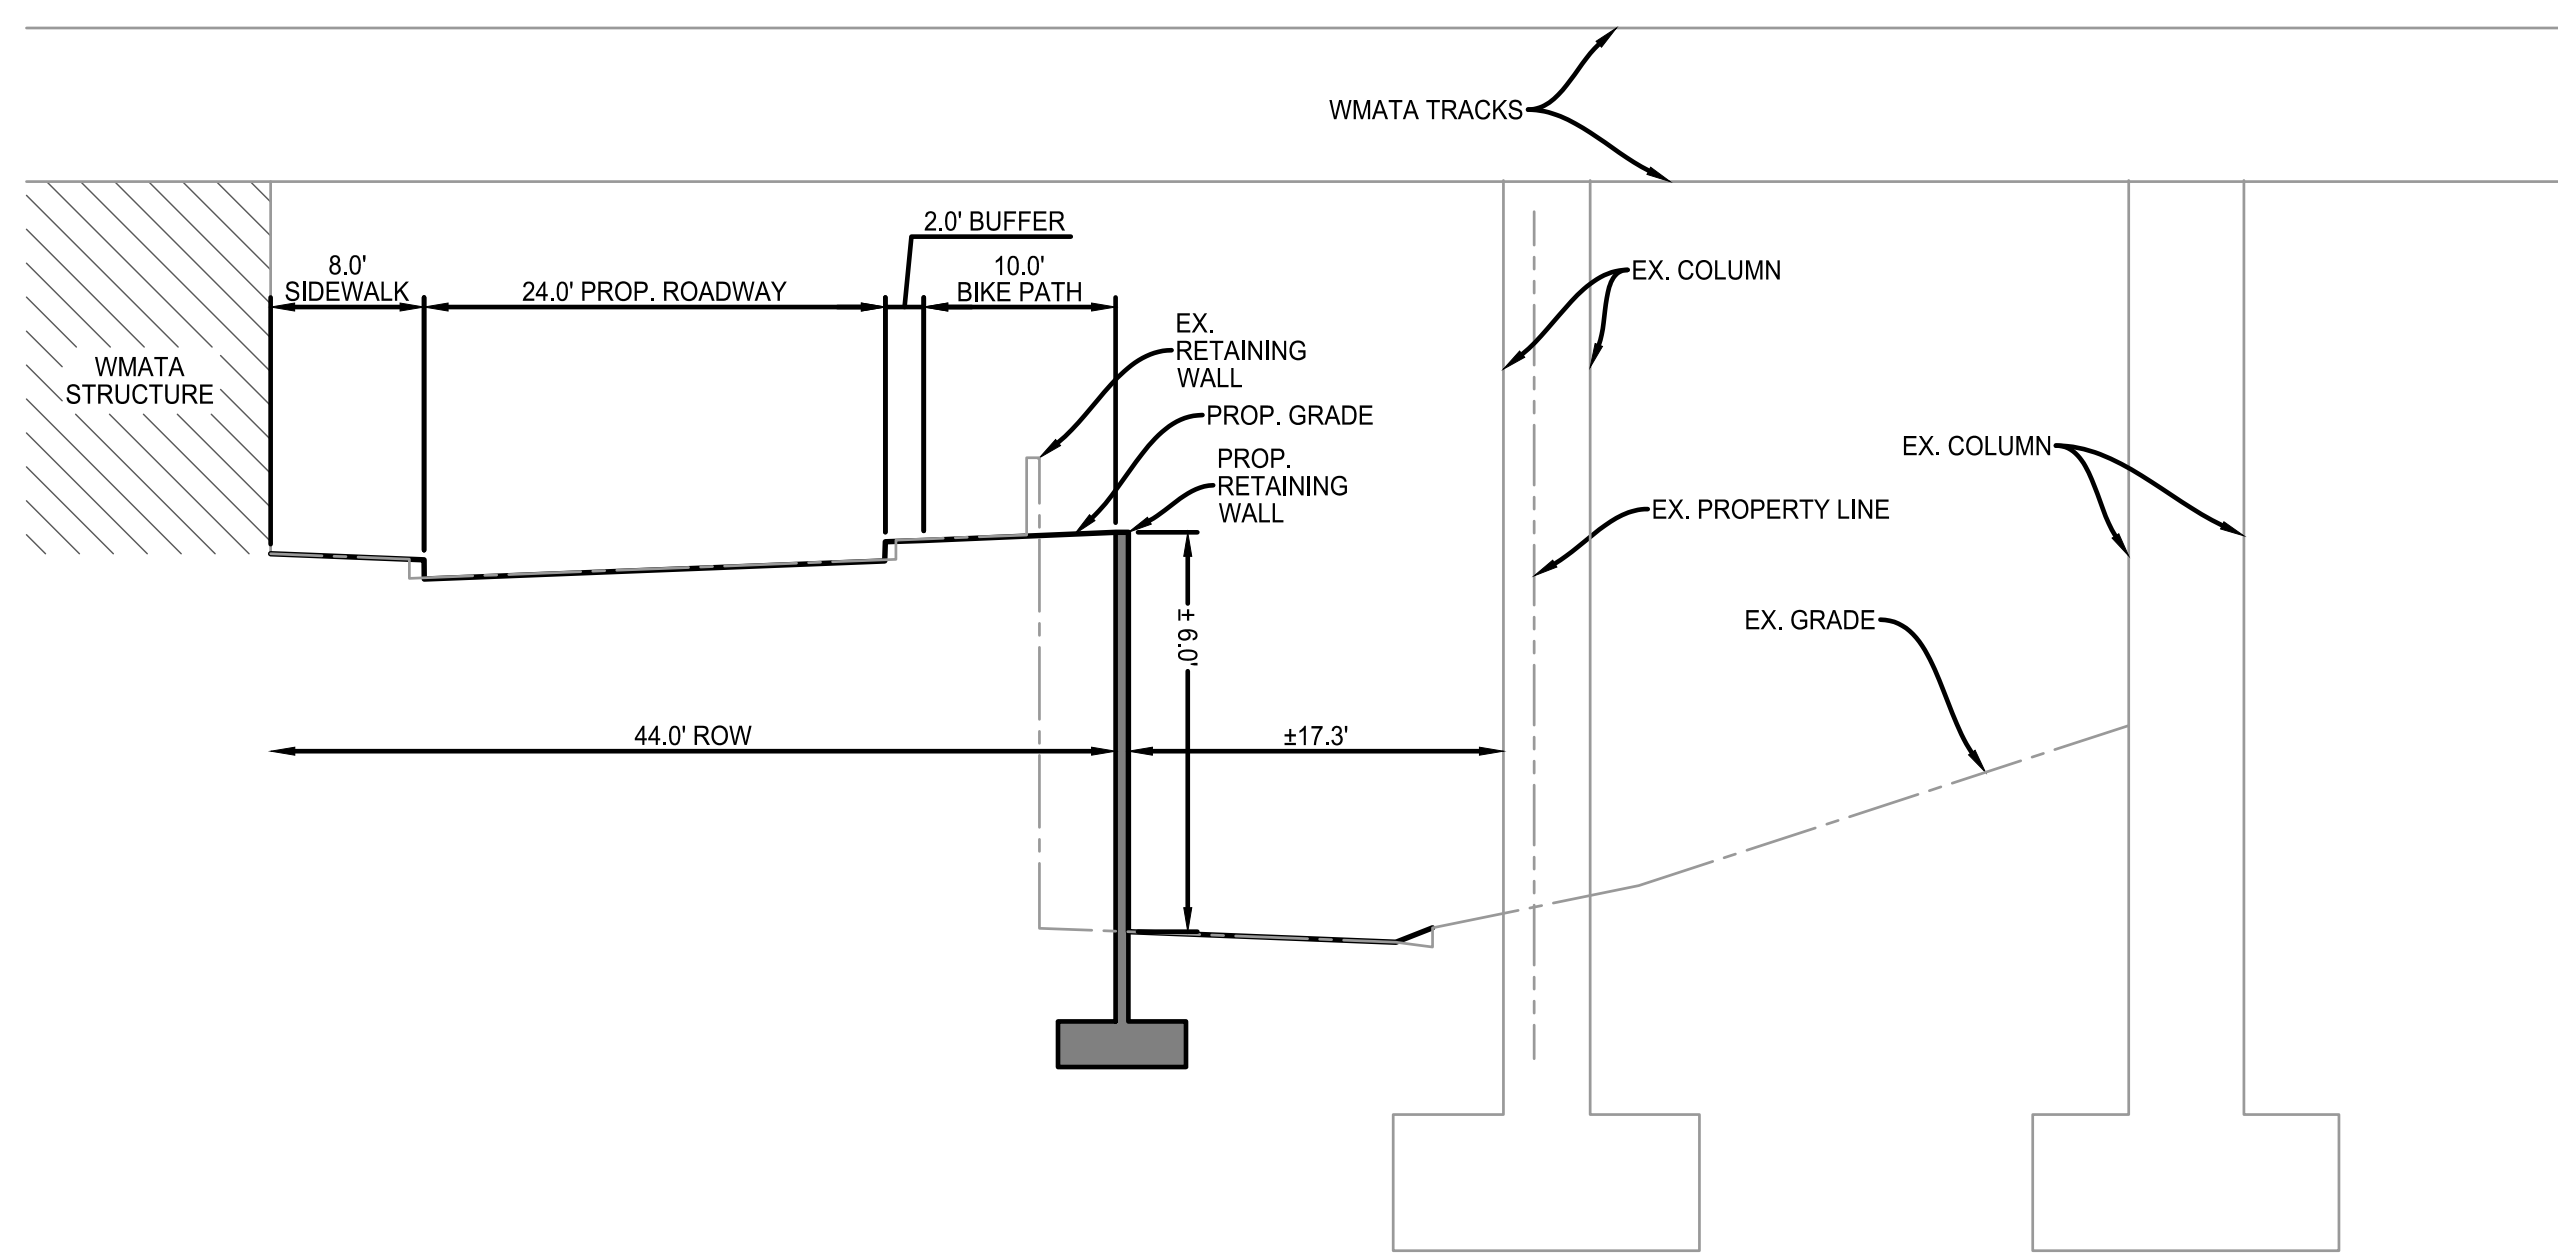 WMATA TRACKS
2.0' BUFFER
8.0'
SIDEWALK
24.0' PROP. ROADWAY
10.0'
BIKE PATH
EX. COLUMN
EX.
RETAINING
WALL
WMATA
STRUCTURE
PROP. GRADE
EX. COLUMN
PROP.
RETAINING
WALL
EX. PROPERTY LINE
± 6.0'
EX. GRADE
44.0' ROW
±17.3'